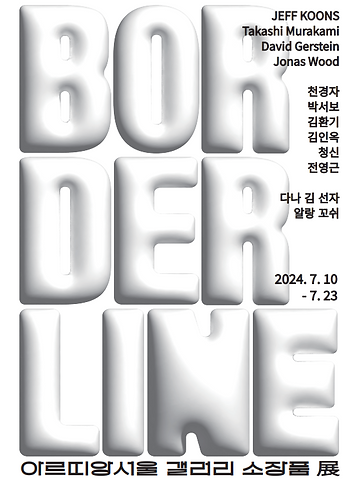 BOR
DER
LINE
JEFF KOONS
Takashi Murakami
David Gerstein
Jonas Wood
천경자
박서보
김환기
김인옥
청신
전영근
다나 김 선자
알랑 꼬쉬
2024. 7. 10
- 7. 23
아르띠앙서울 갤러리 소장품 展